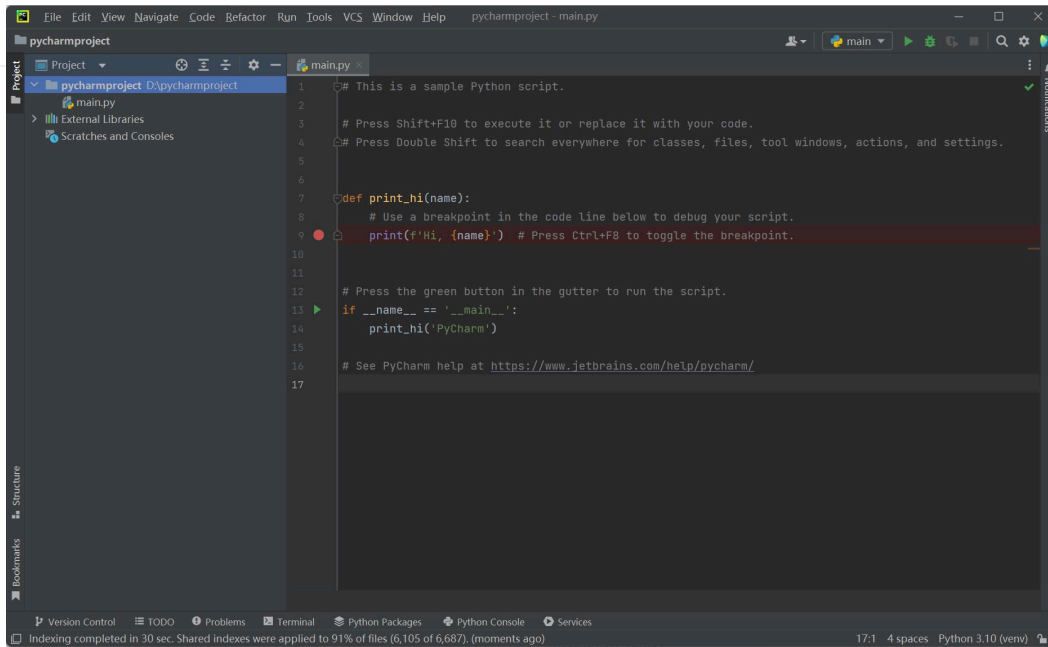 File Edit View Navigate Code Refactor Run Tools VCS Window Help pycharmproject - main.py
pycharmproject
main
Project
Project
main.py
pycharmproject D:\pycharmproject
main.py
External Libraries
Scratches and Consoles
Notifications
1 # This is a sample Python script.
2
3 # Press Shift+F10 to execute it or replace it with your code.
4 # Press Double Shift to search everywhere for classes, files, tool windows, actions, and settings.
5
6
7 def print_hi(name):
8 # Use a breakpoint in the code line below to debug your script.
9 print(f'Hi, {name}') # Press Ctrl+F8 to toggle the breakpoint.
10
11
12 # Press the green button in the gutter to run the script.
13 if __name__ == '__main__':
14 print_hi('PyCharm')
15
16 # See PyCharm help at https://www.jetbrains.com/help/pycharm/
17
Structure
Bookmarks
Version Control TODO Problems Terminal Python Packages Python Console Services
Indexing completed in 30 sec. Shared indexes were applied to 91% of files (6,105 of 6,687). (moments ago) 17:1 4 spaces Python 3.10 (venv)